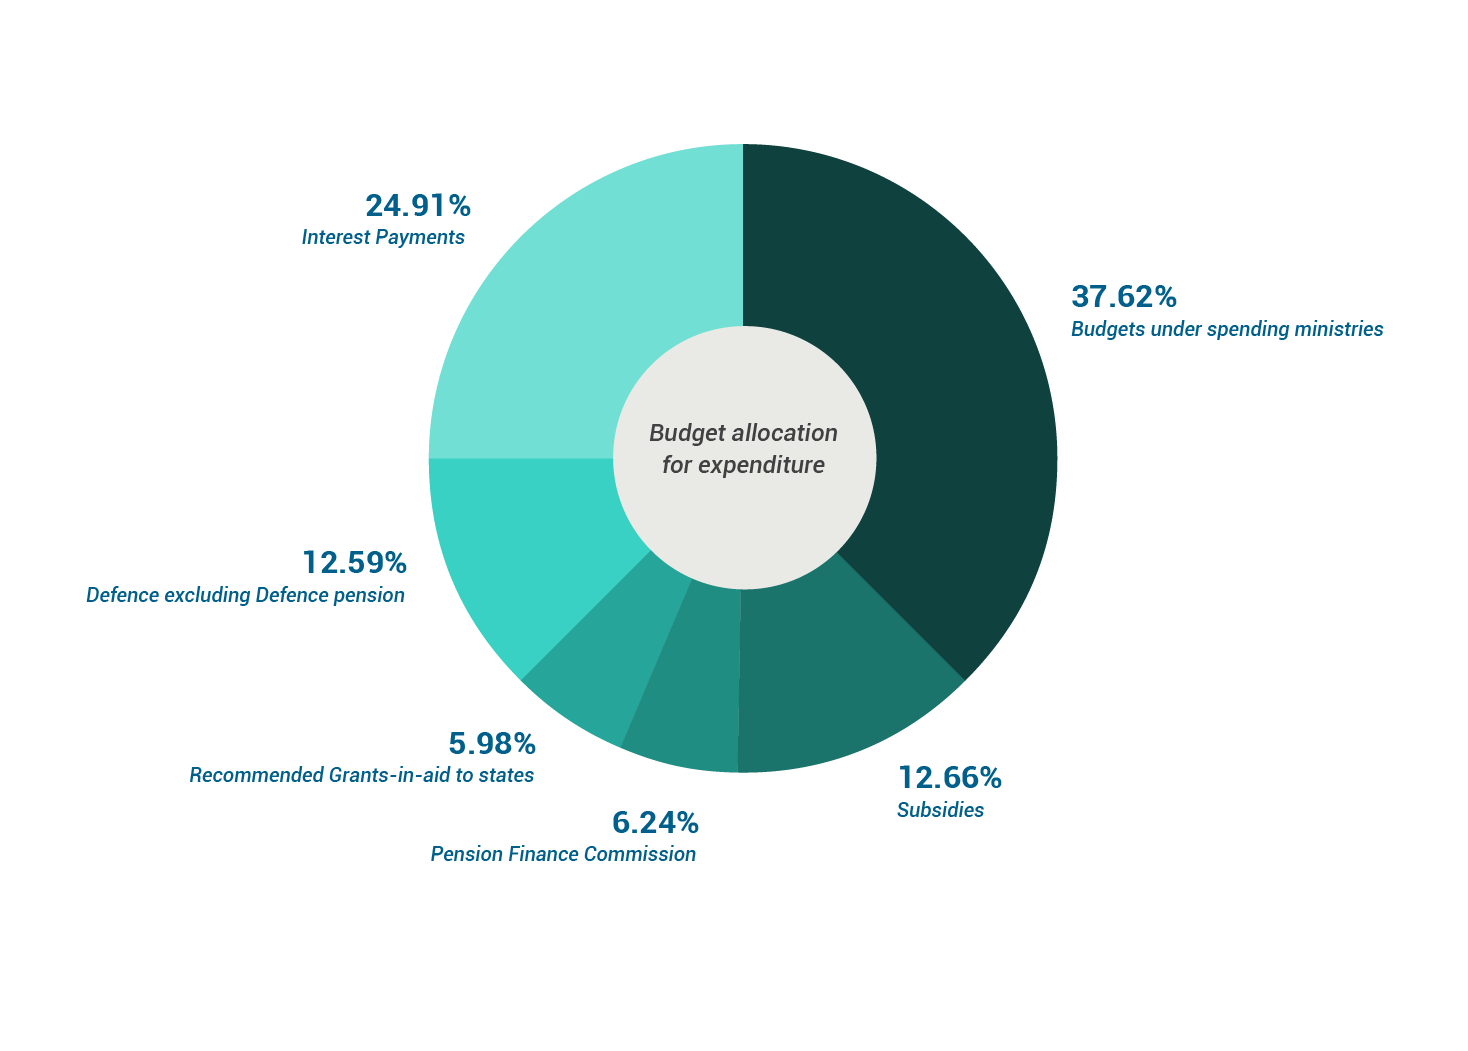 24.91%
Interest Payments
37.62%
Budgets under spending ministries
Budget allocation
for expenditure
12.59%
Defence excluding Defence pension
5.98%
Recommended Grants-in-aid to states
12.66%
Subsidies
6.24%
Pension Finance Commission